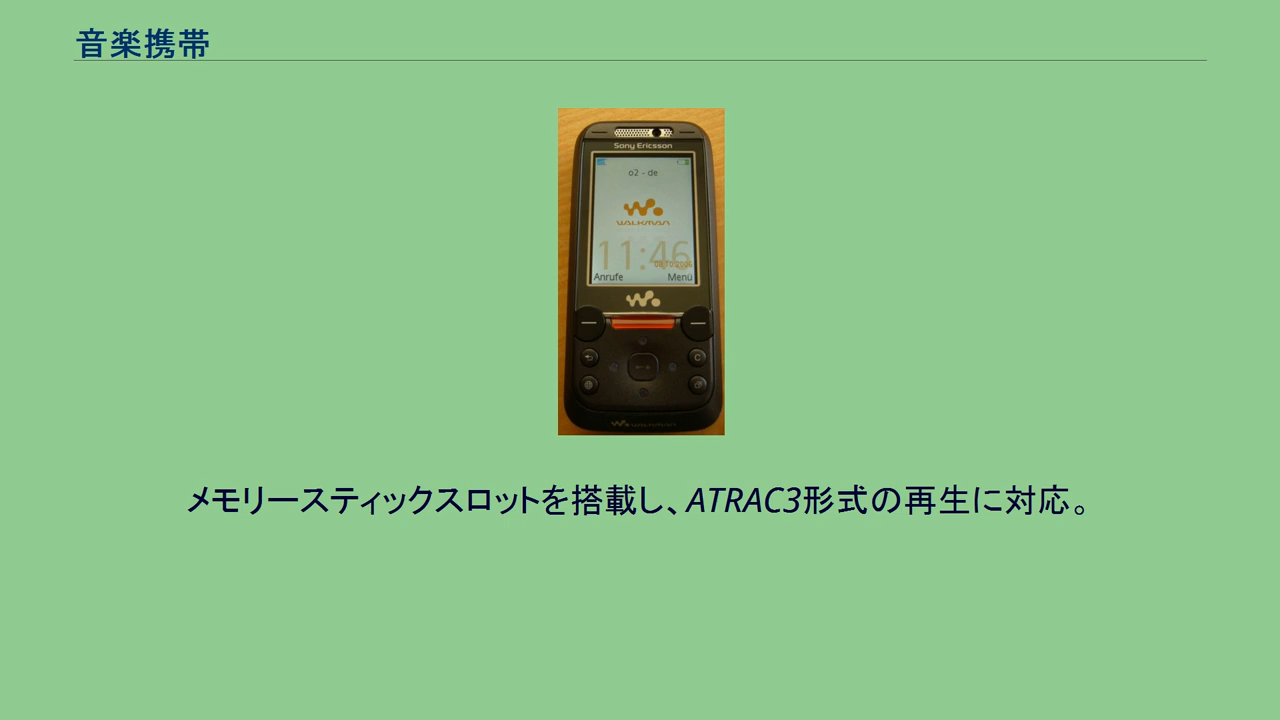 音楽携帯
Sony Ericsson
o2 - de
WALKMAN
11:46
Anrufe Menü
C
WALKMAN
メモリースティックスロットを搭載し、ATRAC3形式の再生に対応。